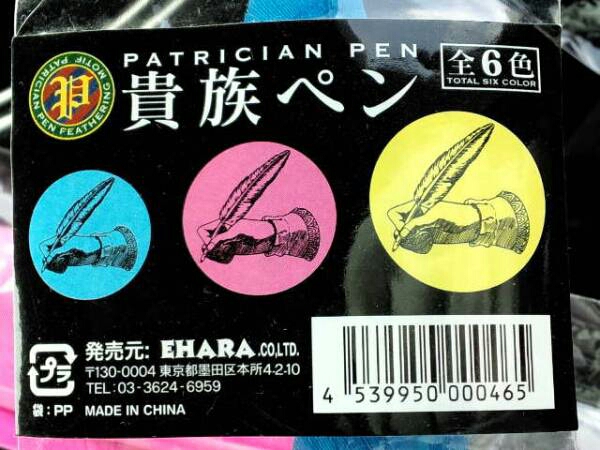 PATRICIAN PEN
貴族ペン
全6色
TOTAL SIX COLOR
PATRICIAN PEN FEATHERING MOTIF
P
発売元: EHARA.CO,LTD.
〒130-0004 東京都墨田区本所4-2-10
TEL:03-3624-6959
プラ
袋:PP MADE IN CHINA
4 539950 000465